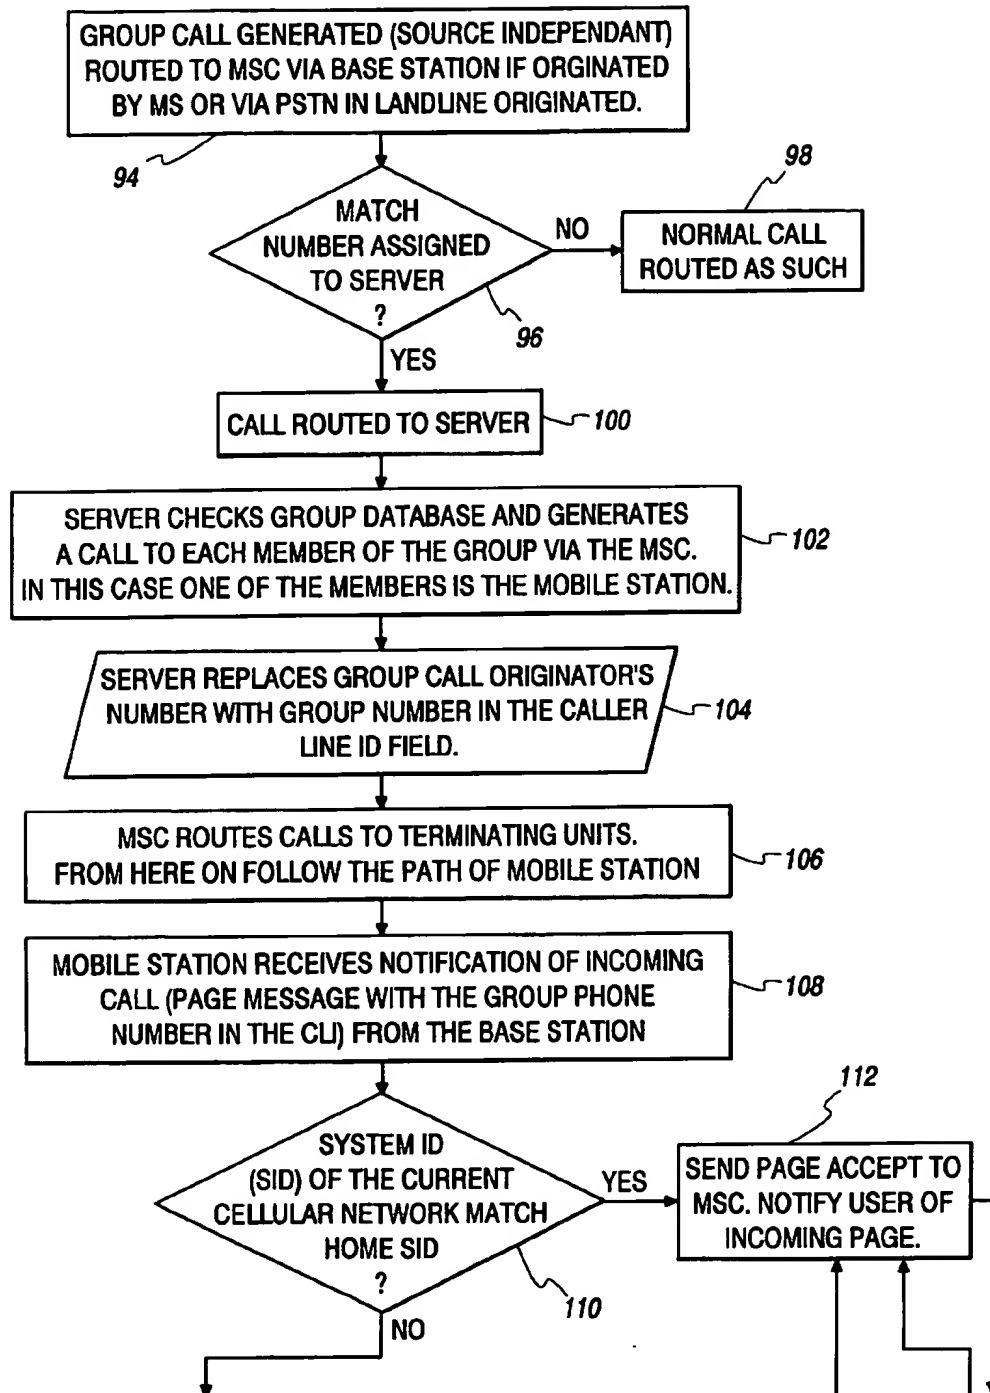 GROUP CALL GENERATED (SOURCE INDEPENDANT)
ROUTED TO MSC VIA BASE STATION IF ORGINATED
BY MS OR VIA PSTN IN LANDLINE ORIGINATED.
94
MATCH
NUMBER ASSIGNED
TO SERVER
?
96
NO
98
NORMAL CALL
ROUTED AS SUCH
YES
CALL ROUTED TO SERVER
100
SERVER CHECKS GROUP DATABASE AND GENERATES
A CALL TO EACH MEMBER OF THE GROUP VIA THE MSC.
IN THIS CASE ONE OF THE MEMBERS IS THE MOBILE STATION.
102
SERVER REPLACES GROUP CALL ORIGINATOR'S
NUMBER WITH GROUP NUMBER IN THE CALLER
LINE ID FIELD.
104
MSC ROUTES CALLS TO TERMINATING UNITS.
FROM HERE ON FOLLOW THE PATH OF MOBILE STATION
106
MOBILE STATION RECEIVES NOTIFICATION OF INCOMING
CALL (PAGE MESSAGE WITH THE GROUP PHONE
NUMBER IN THE CLI) FROM THE BASE STATION
108
SYSTEM ID
(SID) OF THE CURRENT
CELLULAR NETWORK MATCH
HOME SID
?
110
YES
112
SEND PAGE ACCEPT TO
MSC. NOTIFY USER OF
INCOMING PAGE.
NO